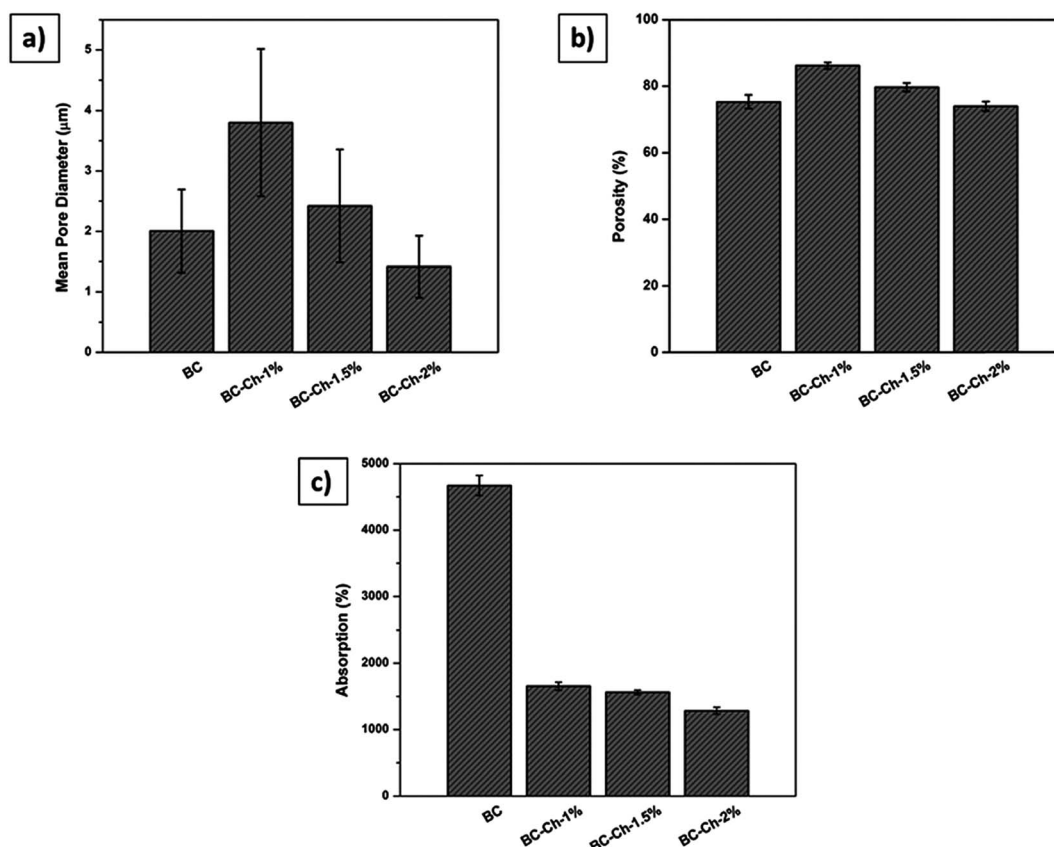 a)
Mean Pore Diameter (μm)
5
4
3
2
1
0
BC
BC-Ch-1%
BC-Ch-1.5%
BC-Ch-2%
b)
Porosity (%)
100
80
60
40
20
0
BC
BC-Ch-1%
BC-Ch-1.5%
BC-Ch-2%
c)
Absorption (%)
5000
4000
3000
2000
1000
0
BC
BC-Ch-1%
BC-Ch-1.5%
BC-Ch-2%